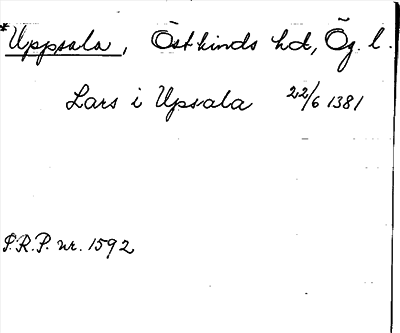 *Uppsala, Östkinds hd, Ög. l.
Lars i Upsala 22/6 1381
S.R.P. nr. 1592